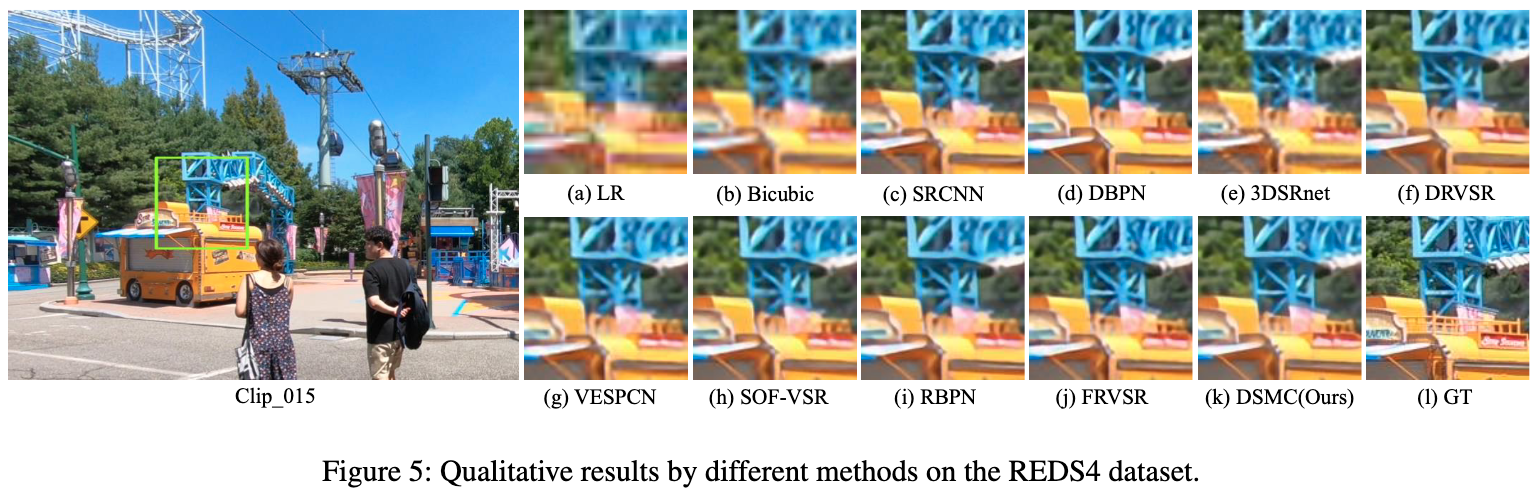 (a) LR
(b) Bicubic
(c) SRCNN
(d) DBPN
(e) 3DSRnet
(f) DRVSR
(g) VESPCN
(h) SOF-VSR
(i) RBPN
(j) FRVSR
(k) DSMC(Ours)
(l) GT
Clip_015
Figure 5: Qualitative results by different methods on the REDS4 dataset.